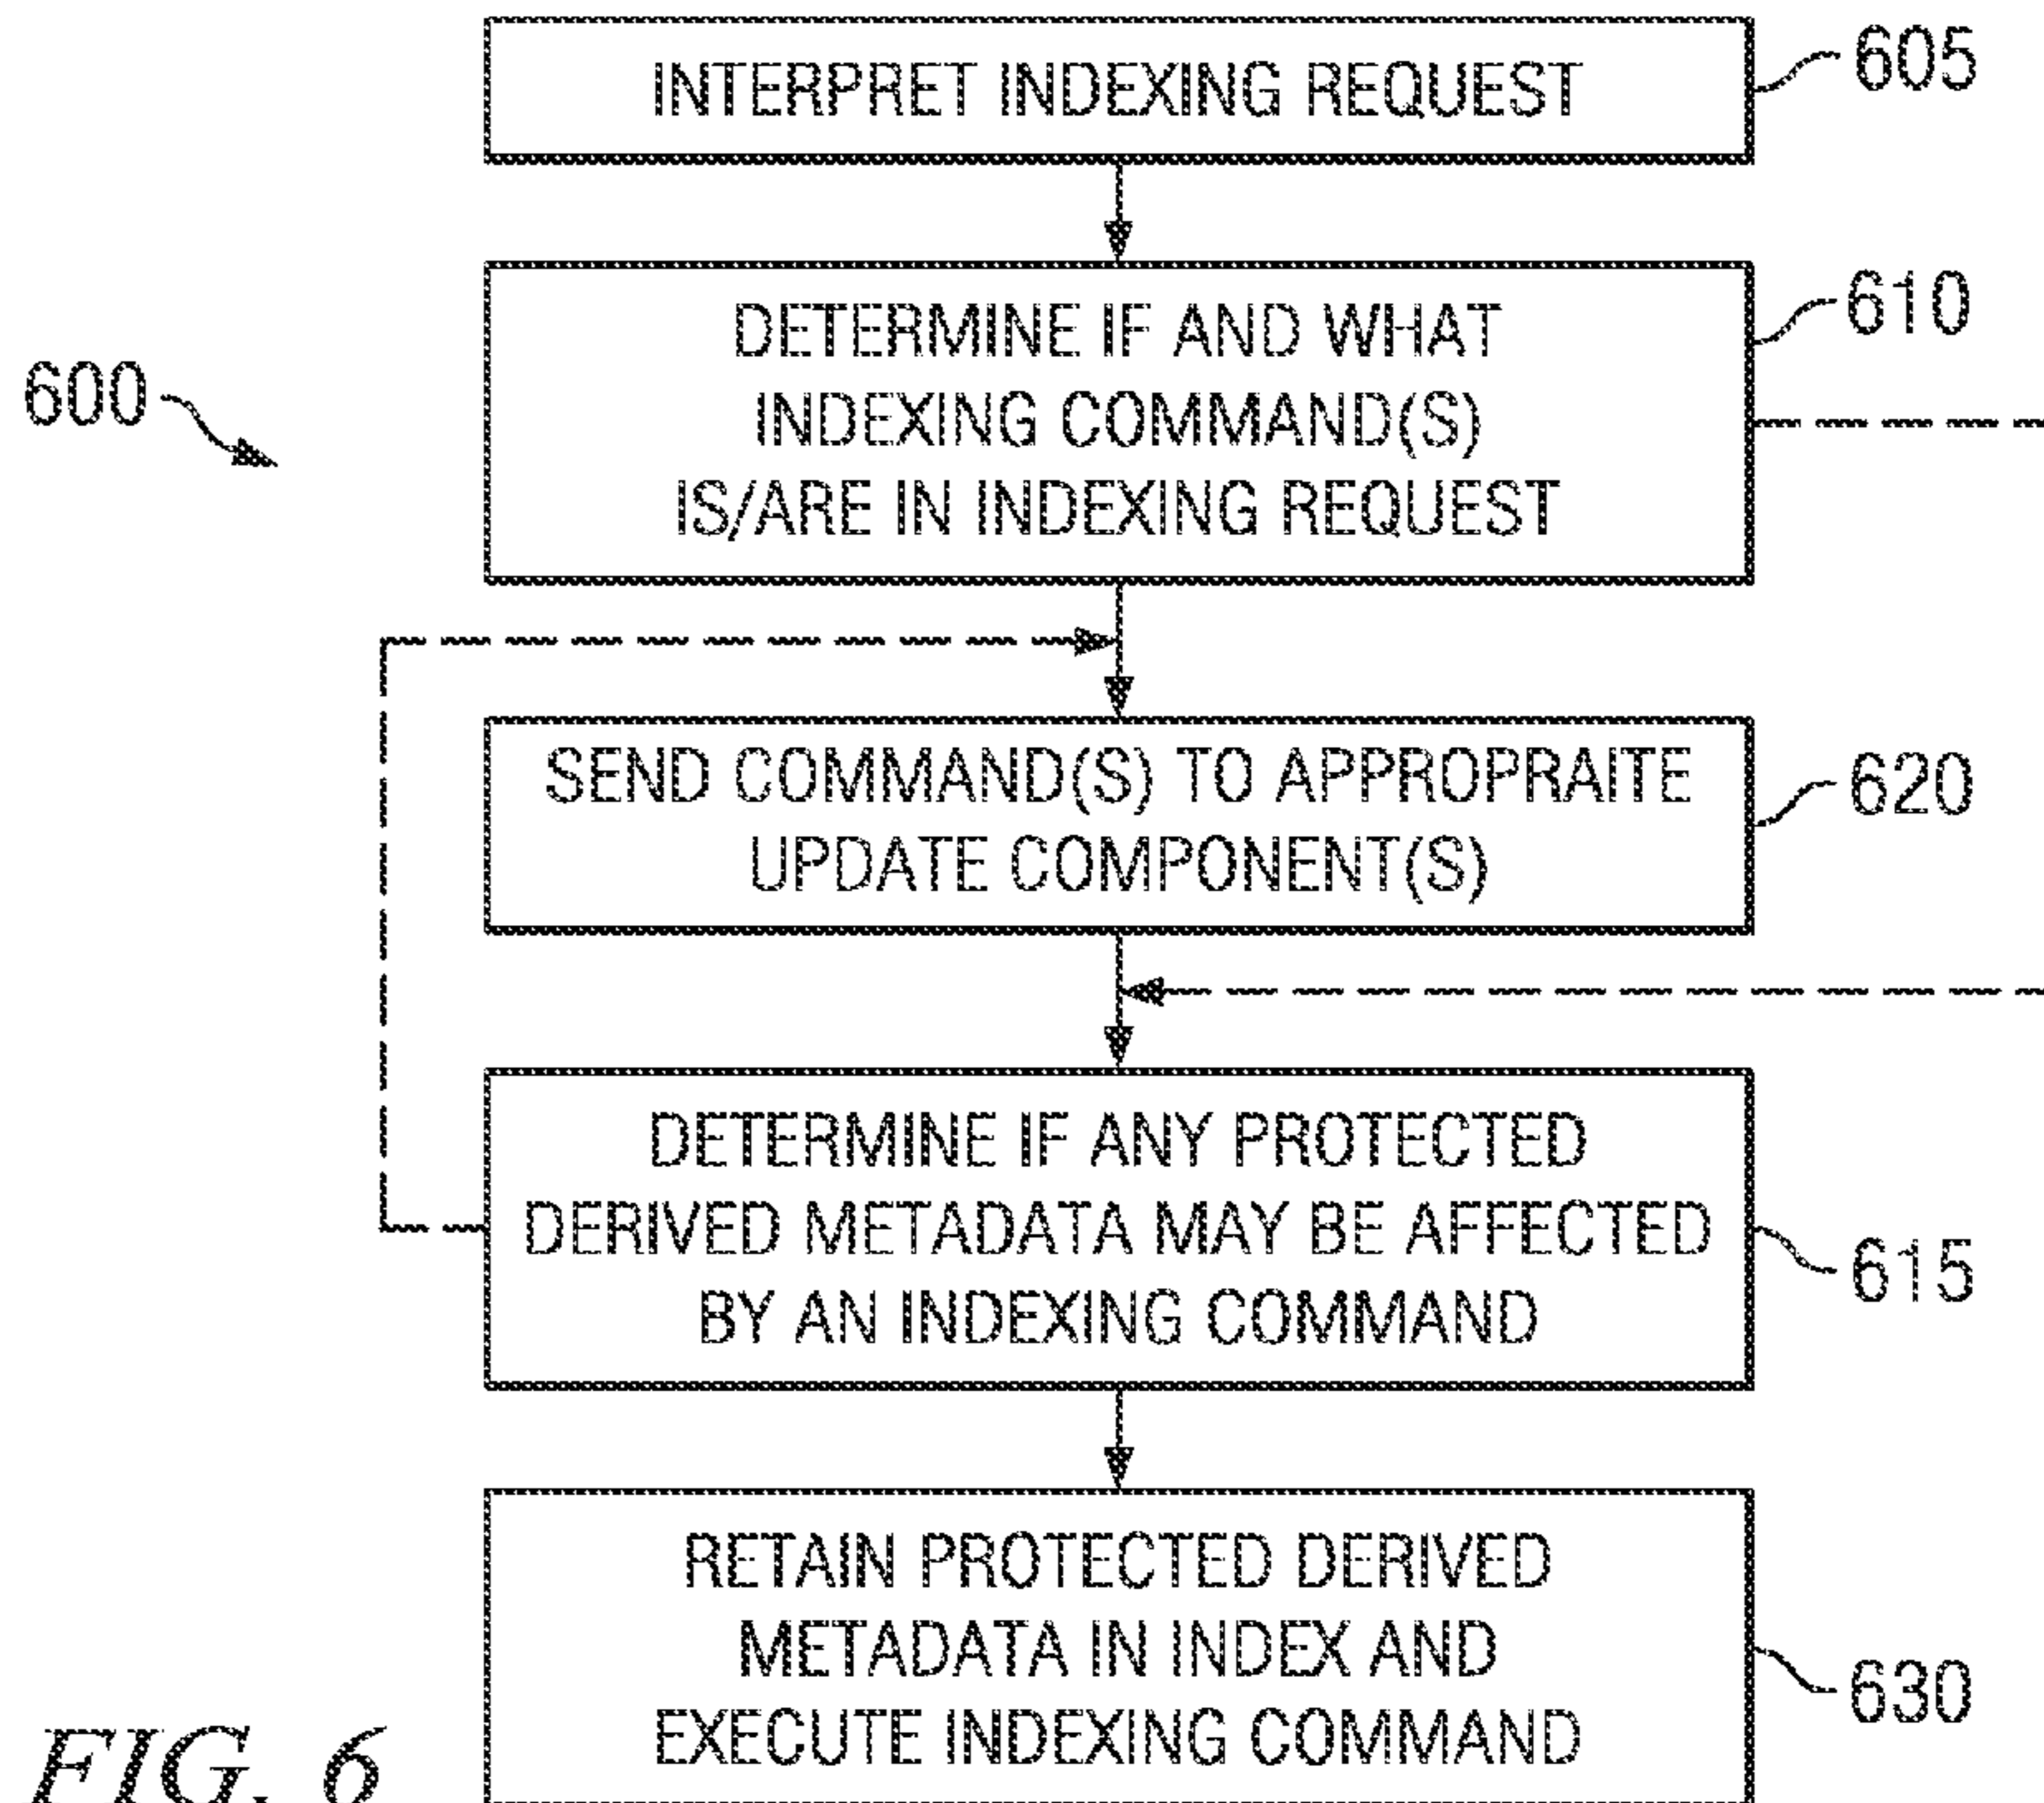 INTERPRET INDEXING REQUEST
605
DETERMINE IF AND WHAT
INDEXING COMMAND(S)
IS/ARE IN INDEXING REQUEST
610
600
SEND COMMAND(S) TO APPROPRAITE
UPDATE COMPONENT(S)
620
DETERMINE IF ANY PROTECTED
DERIVED METADATA MAY BE AFFECTED
BY AN INDEXING COMMAND
615
RETAIN PROTECTED DERIVED
METADATA IN INDEX AND
EXECUTE INDEXING COMMAND
630
FIG. 6